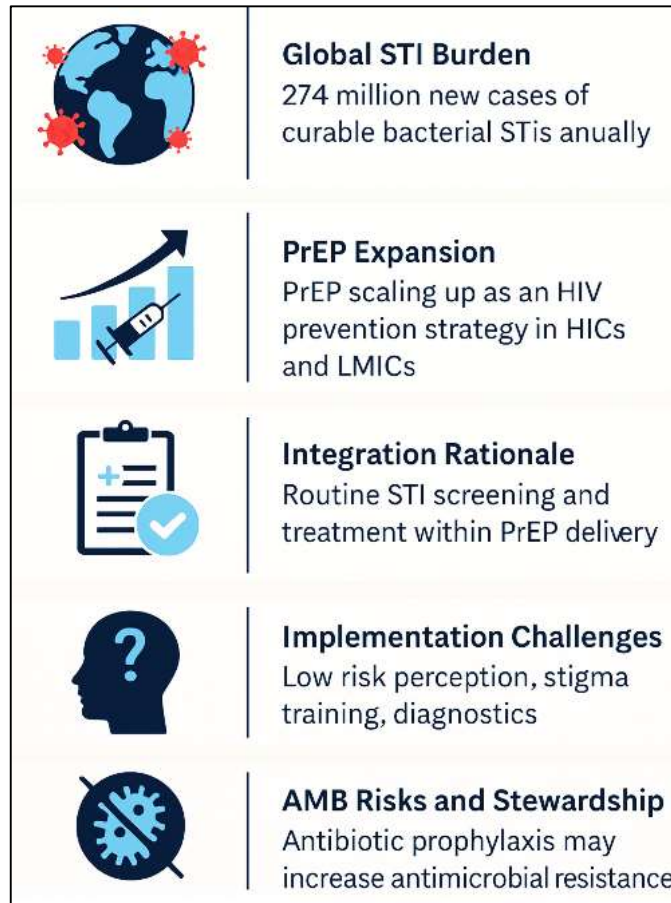 Global STI Burden
274 million new cases of
curable bacterial STis anually
PrEP Expansion
PrEP scaling up as an HIV
prevention strategy in HICs
and LMICs
Integration Rationale
Routine STI screening and
treatment within PrEP delivery
?
Implementation Challenges
Low risk perception, stigma
training, diagnostics
AMB Risks and Stewardship
Antibiotic prophylaxis may
increase antimicrobial resistance